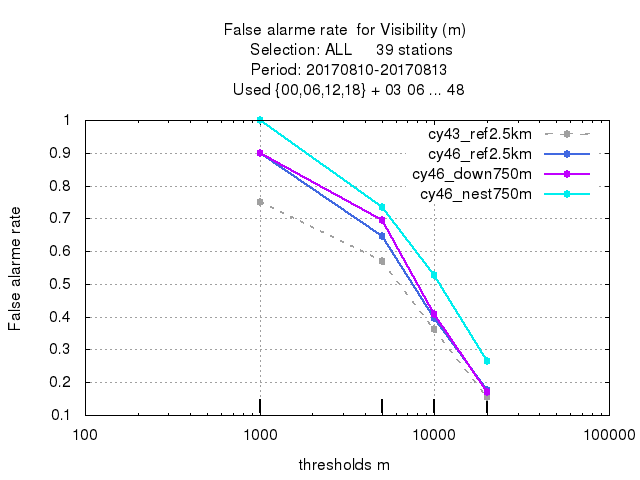 False alarme rate  for Visibility (m)
Selection: ALL     39 stations
Period: 20170810-20170813
Used {00,06,12,18} + 03 06 ... 48
cy43_ref2.5km
cy46_ref2.5km
cy46_down750m
cy46_nest750m
False alarme rate
1
0.9
0.8
0.7
0.6
0.5
0.4
0.3
0.2
0.1
100 1000 10000 100000
thresholds m